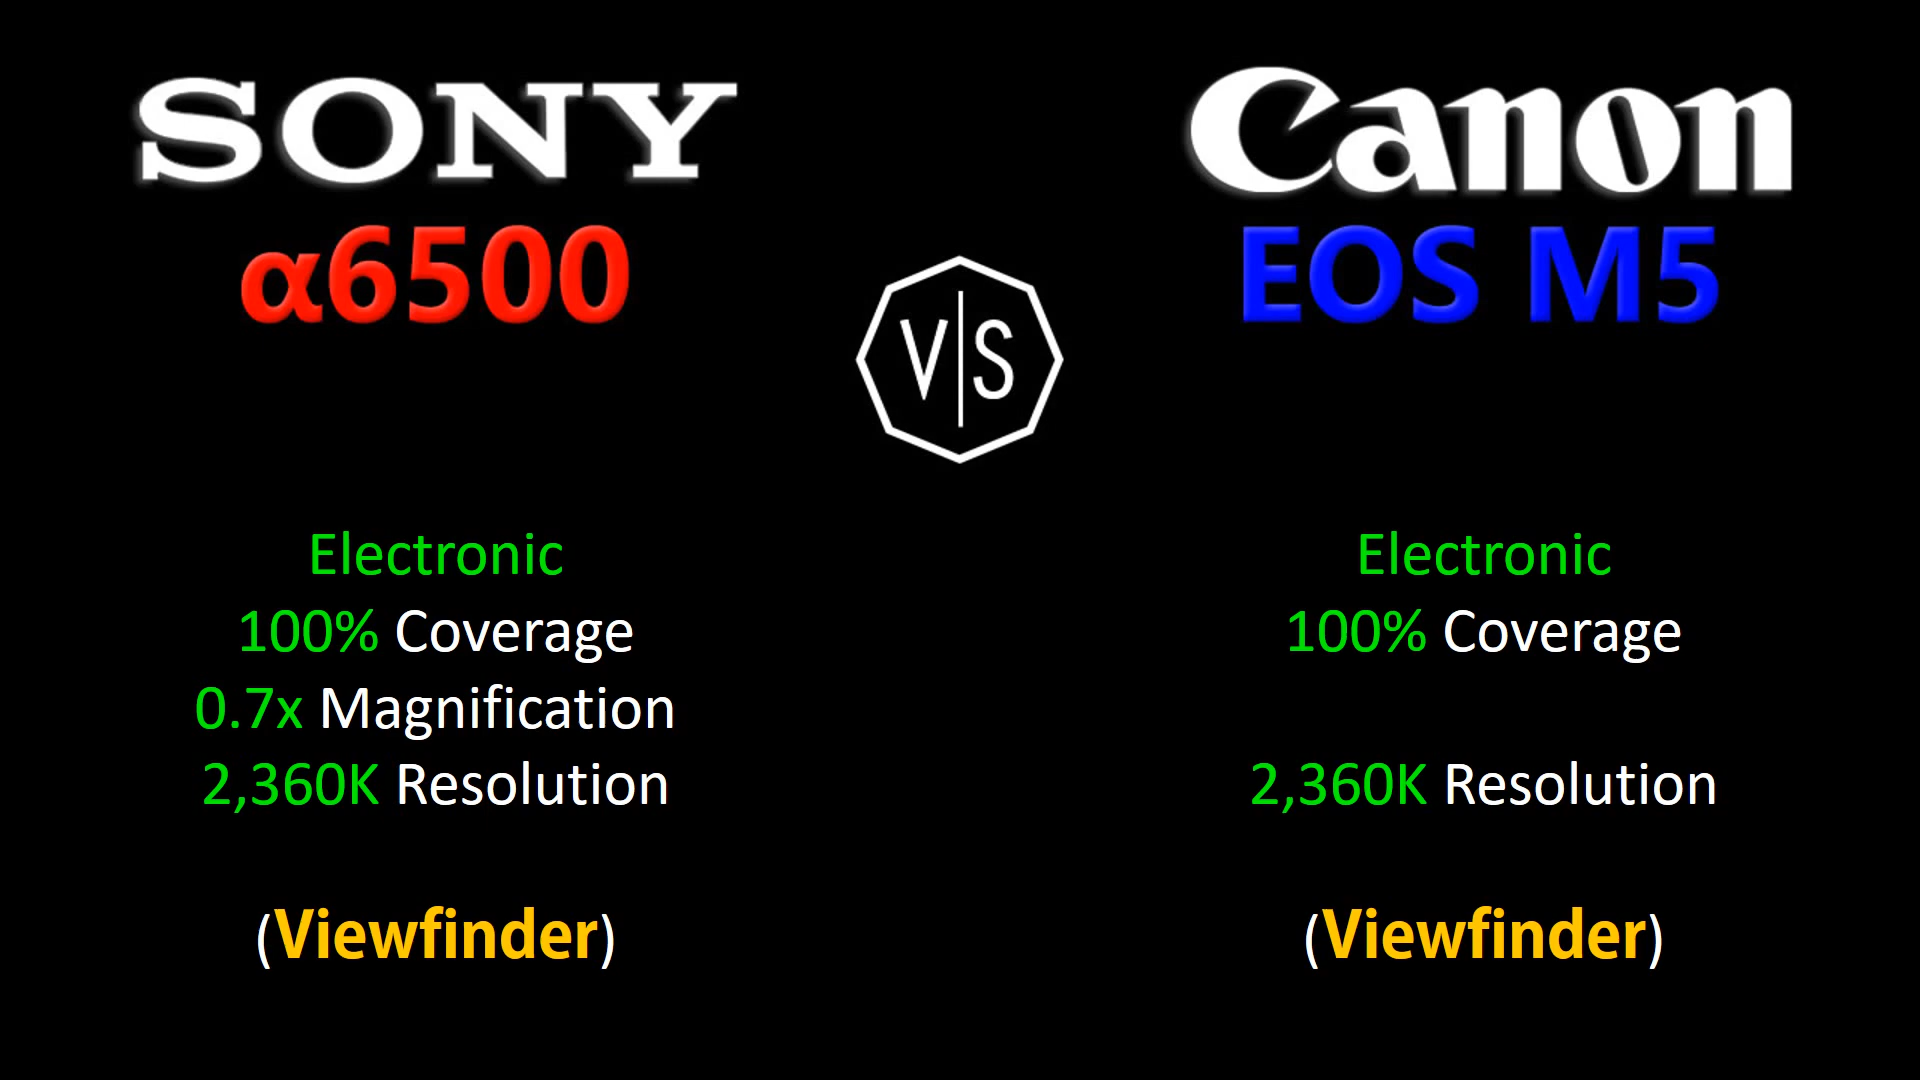 SONY
α6500
Canon
EOS M5
V|S
Electronic
100% Coverage
0.7x Magnification
2,360K Resolution
(Viewfinder)
Electronic
100% Coverage
2,360K Resolution
(Viewfinder)